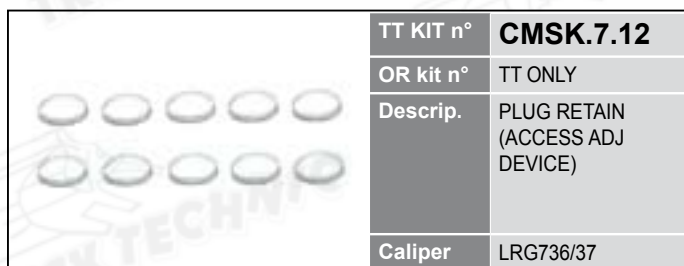 TT KIT n° CMSK.7.12
OR kit n° TT ONLY
Descrip. PLUG RETAIN
(ACCESS ADJ
DEVICE)
Caliper LRG736/37